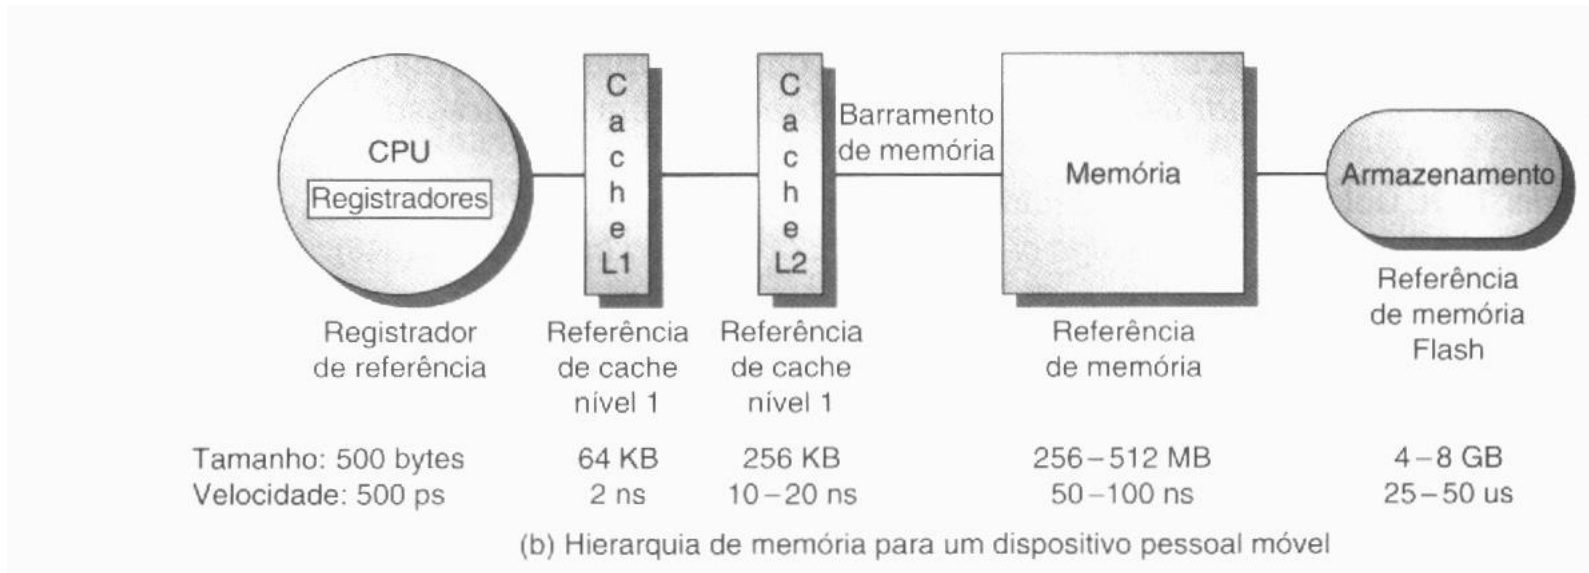 CPU
Registradores
Cache L1
Cache L2
Barramento
de memória
Memória
Armazenamento
Registrador
de referência
Referência
de cache
nível 1
Referência
de cache
nível 1
Referência
de memória
Referência
de memória
Flash
Tamanho: 500 bytes 64 KB 256 KB 256–512 MB 4–8 GB
Velocidade: 500 ps 2 ns 10–20 ns 50–100 ns 25–50 us
(b) Hierarquia de memória para um dispositivo pessoal móvel